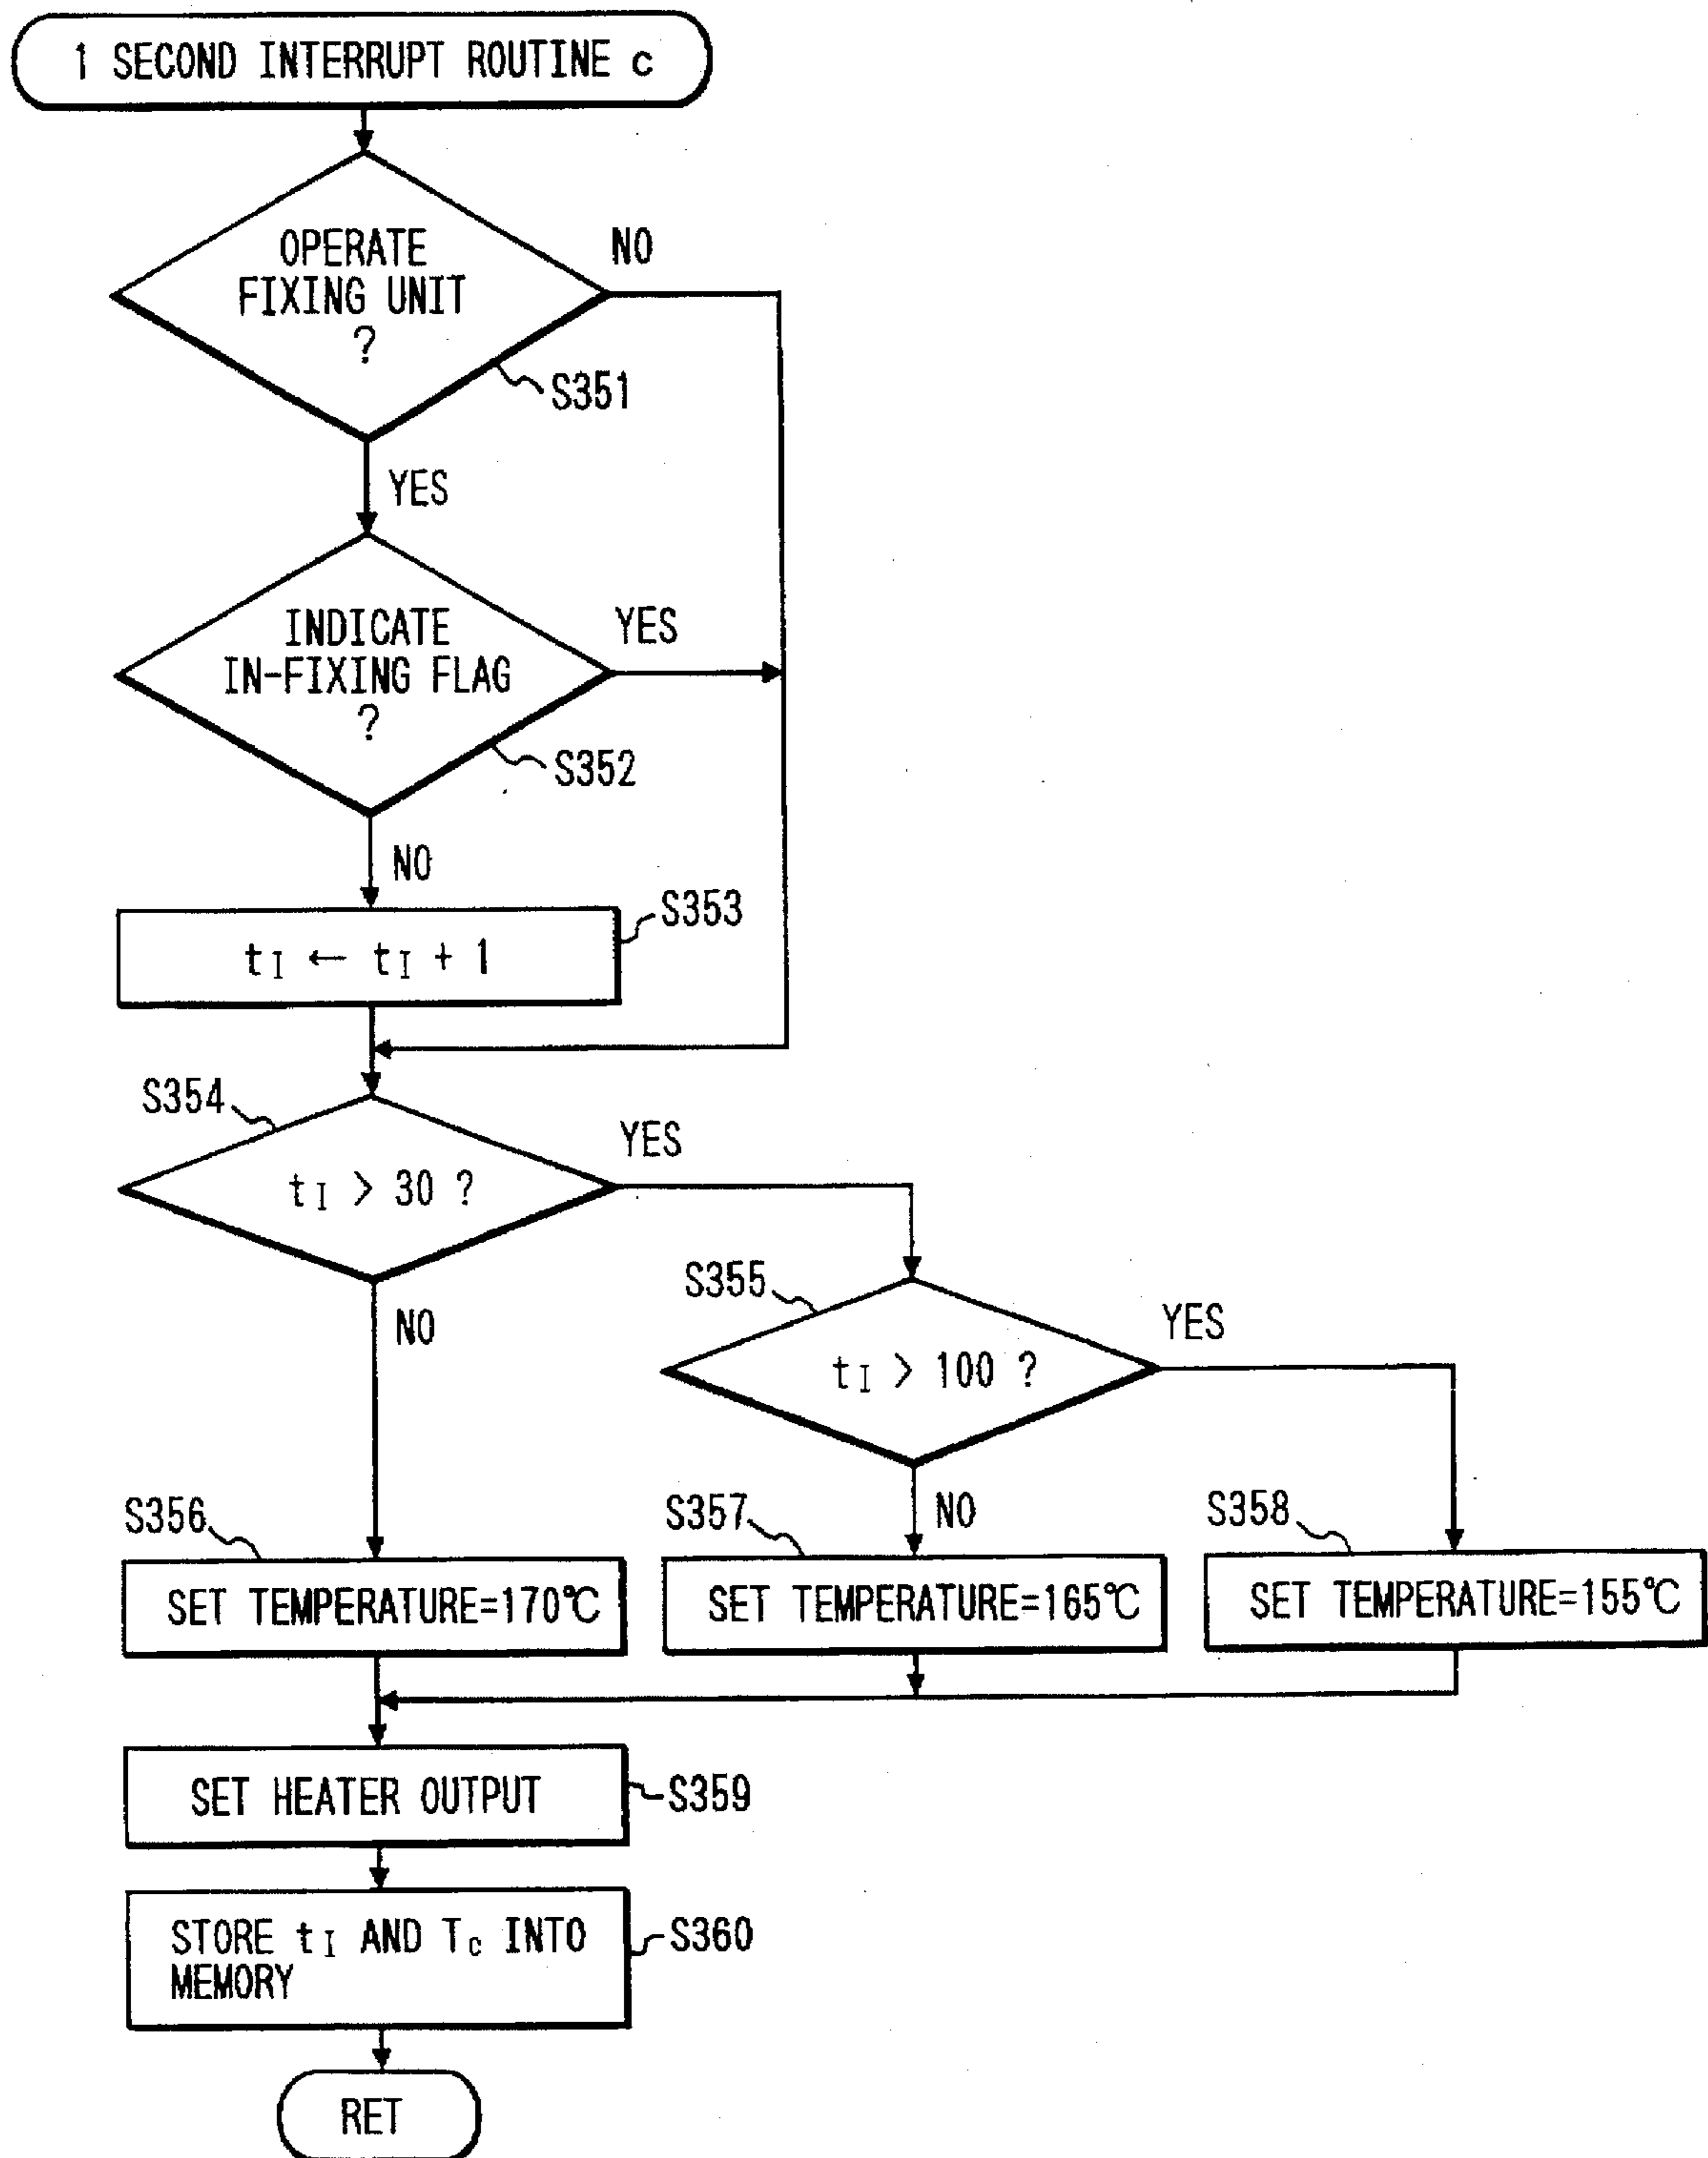 1 SECOND INTERRUPT ROUTINE c
OPERATE
FIXING UNIT
?
NO
S351
YES
INDICATE
IN-FIXING FLAG
?
YES
S352
NO
S353
tI ← tI + 1
S354
YES
tI > 30 ?
NO
S355
YES
tI > 100 ?
NO
S356
S357
S358
SET TEMPERATURE=170℃
SET TEMPERATURE=165℃
SET TEMPERATURE=155℃
SET HEATER OUTPUT
S359
STORE tI AND Tc INTO
MEMORY
S360
RET